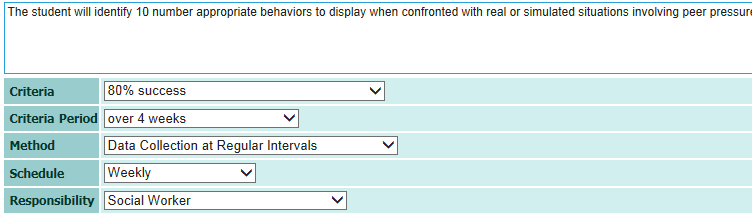 The student will identify 10 number appropriate behaviors to display when confronted with real or simulated situations involving peer pressure
Criteria 80% success
Criteria Period over 4 weeks
Method Data Collection at Regular Intervals
Schedule Weekly
Responsibility Social Worker